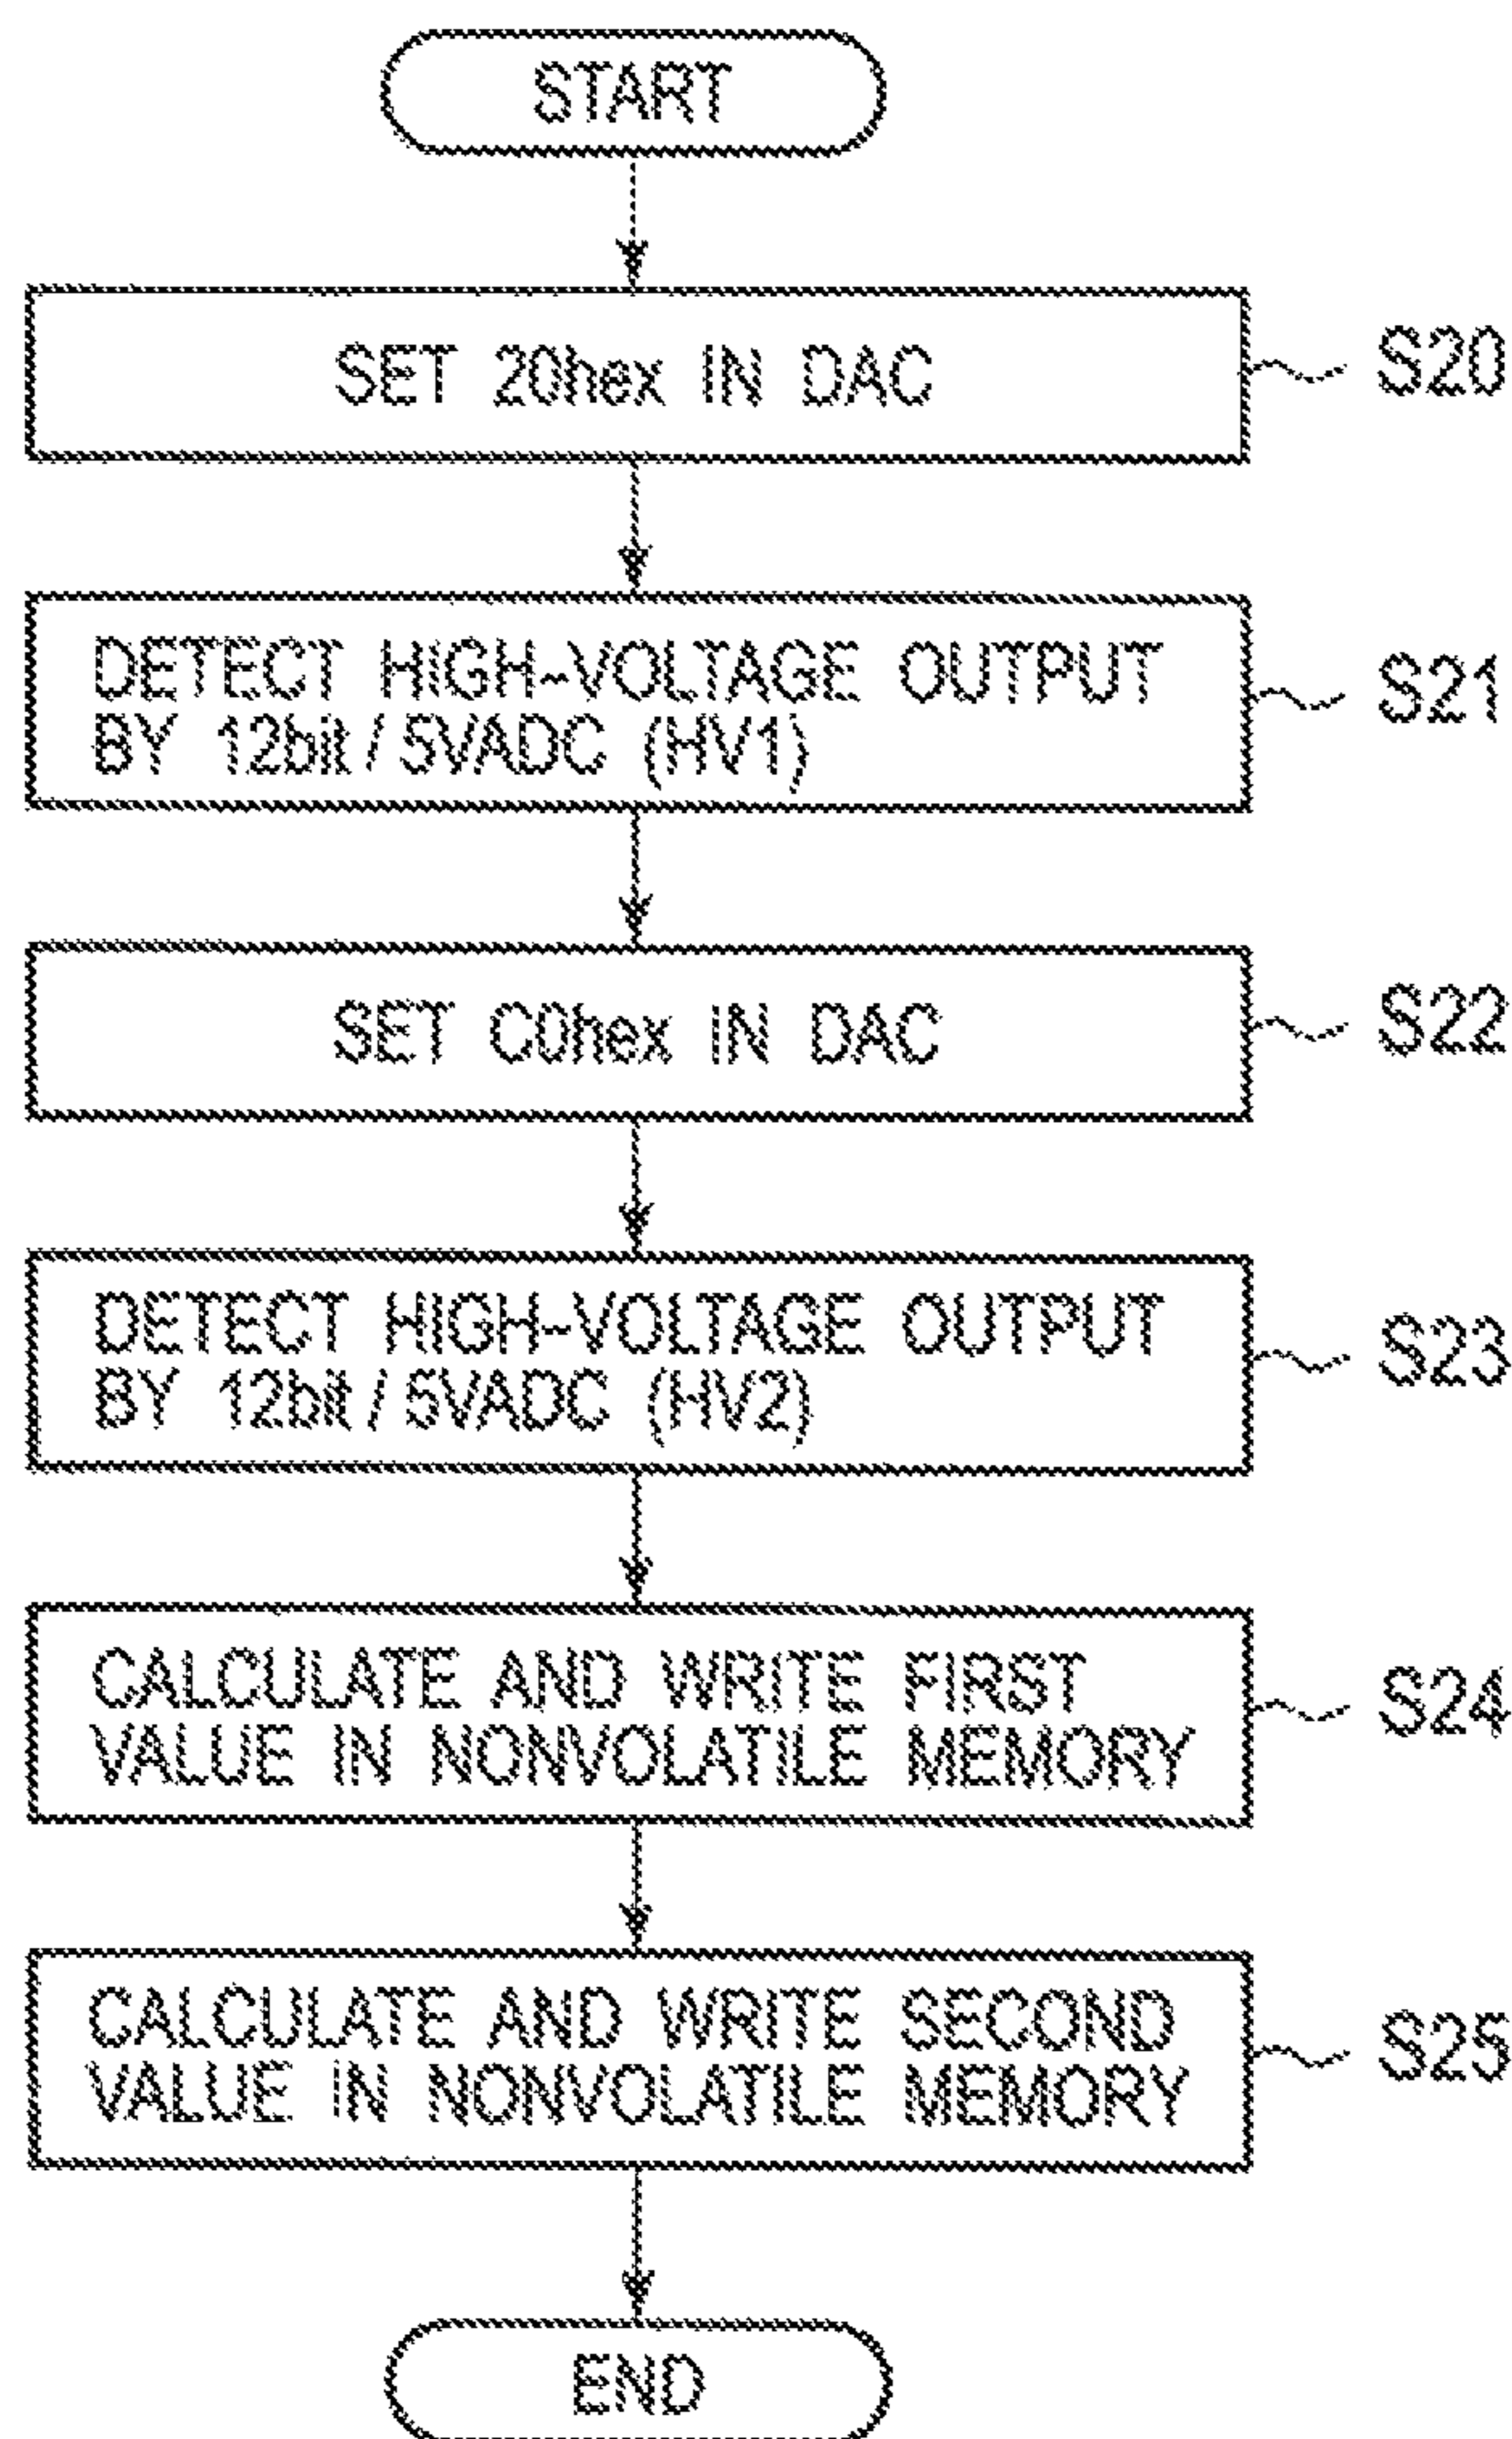 START
SET 20hex IN DAC
S20
DETECT HIGH-VOLTAGE OUTPUT
BY 12bit / 5VADC (HV1)
S21
SET C0hex IN DAC
S22
DETECT HIGH-VOLTAGE OUTPUT
BY 12bit / 5VADC (HV2)
S23
CALCULATE AND WRITE FIRST
VALUE IN NONVOLATILE MEMORY
S24
CALCULATE AND WRITE SECOND
VALUE IN NONVOLATILE MEMORY
S25
END